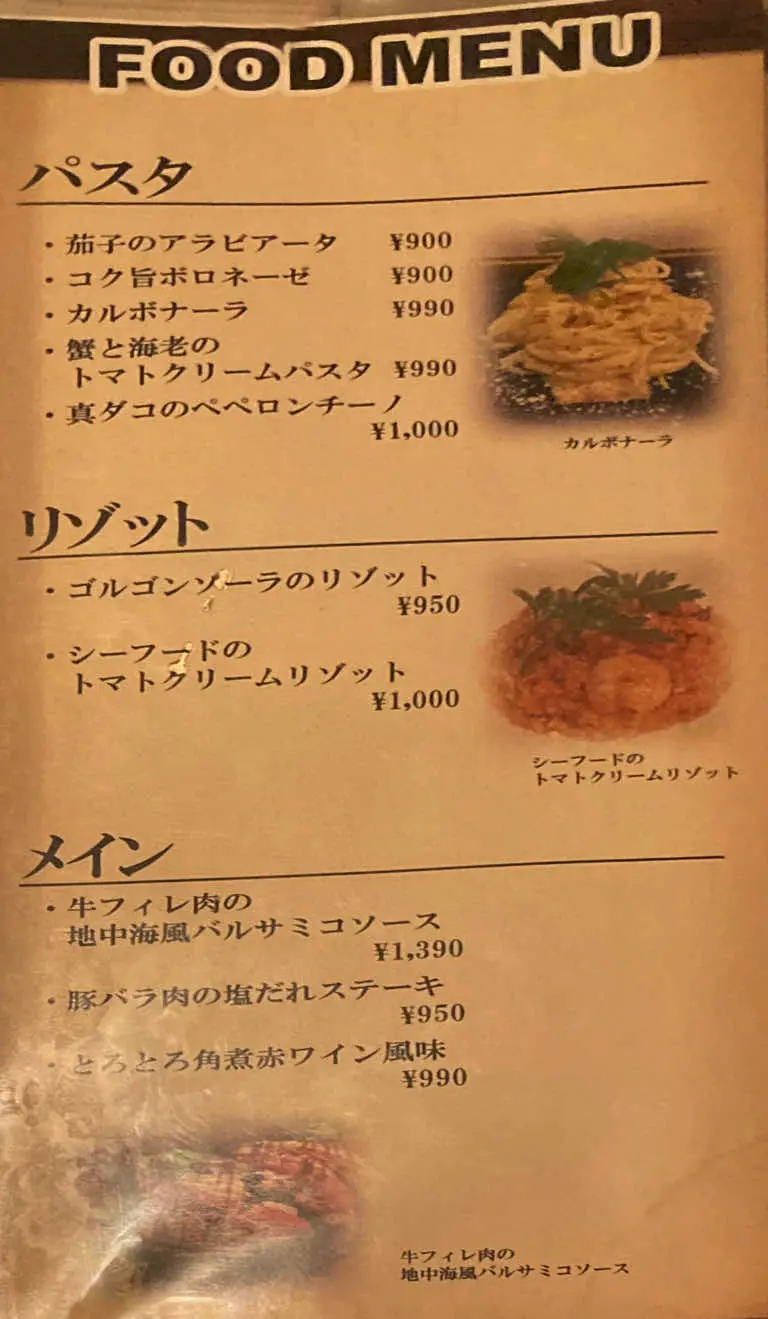 FOOD MENU
パスタ
・茄子のアラビアータ ¥900
・コク旨ボロネーゼ ¥900
・カルボナーラ ¥990
・蟹と海老の
トマトクリームパスタ ¥990
・真ダコのペペロンチーノ
¥1,000
カルボナーラ
リゾット
・ゴルゴンゾーラのリゾット
¥950
・シーフードの
トマトクリームリゾット
¥1,000
シーフードの
トマトクリームリゾット
メイン
・牛フィレ肉の
地中海風バルサミコソース
¥1,390
・豚バラ肉の塩だれステーキ
¥950
・とろとろ角煮赤ワイン風味
¥990
牛フィレ肉の
地中海風バルサミコソース